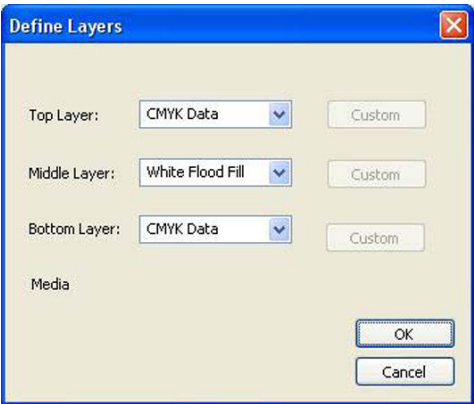 Define Layers
Top Layer: CMYK Data Custom
Middle Layer: White Flood Fill Custom
Bottom Layer: CMYK Data Custom
Media
OK
Cancel